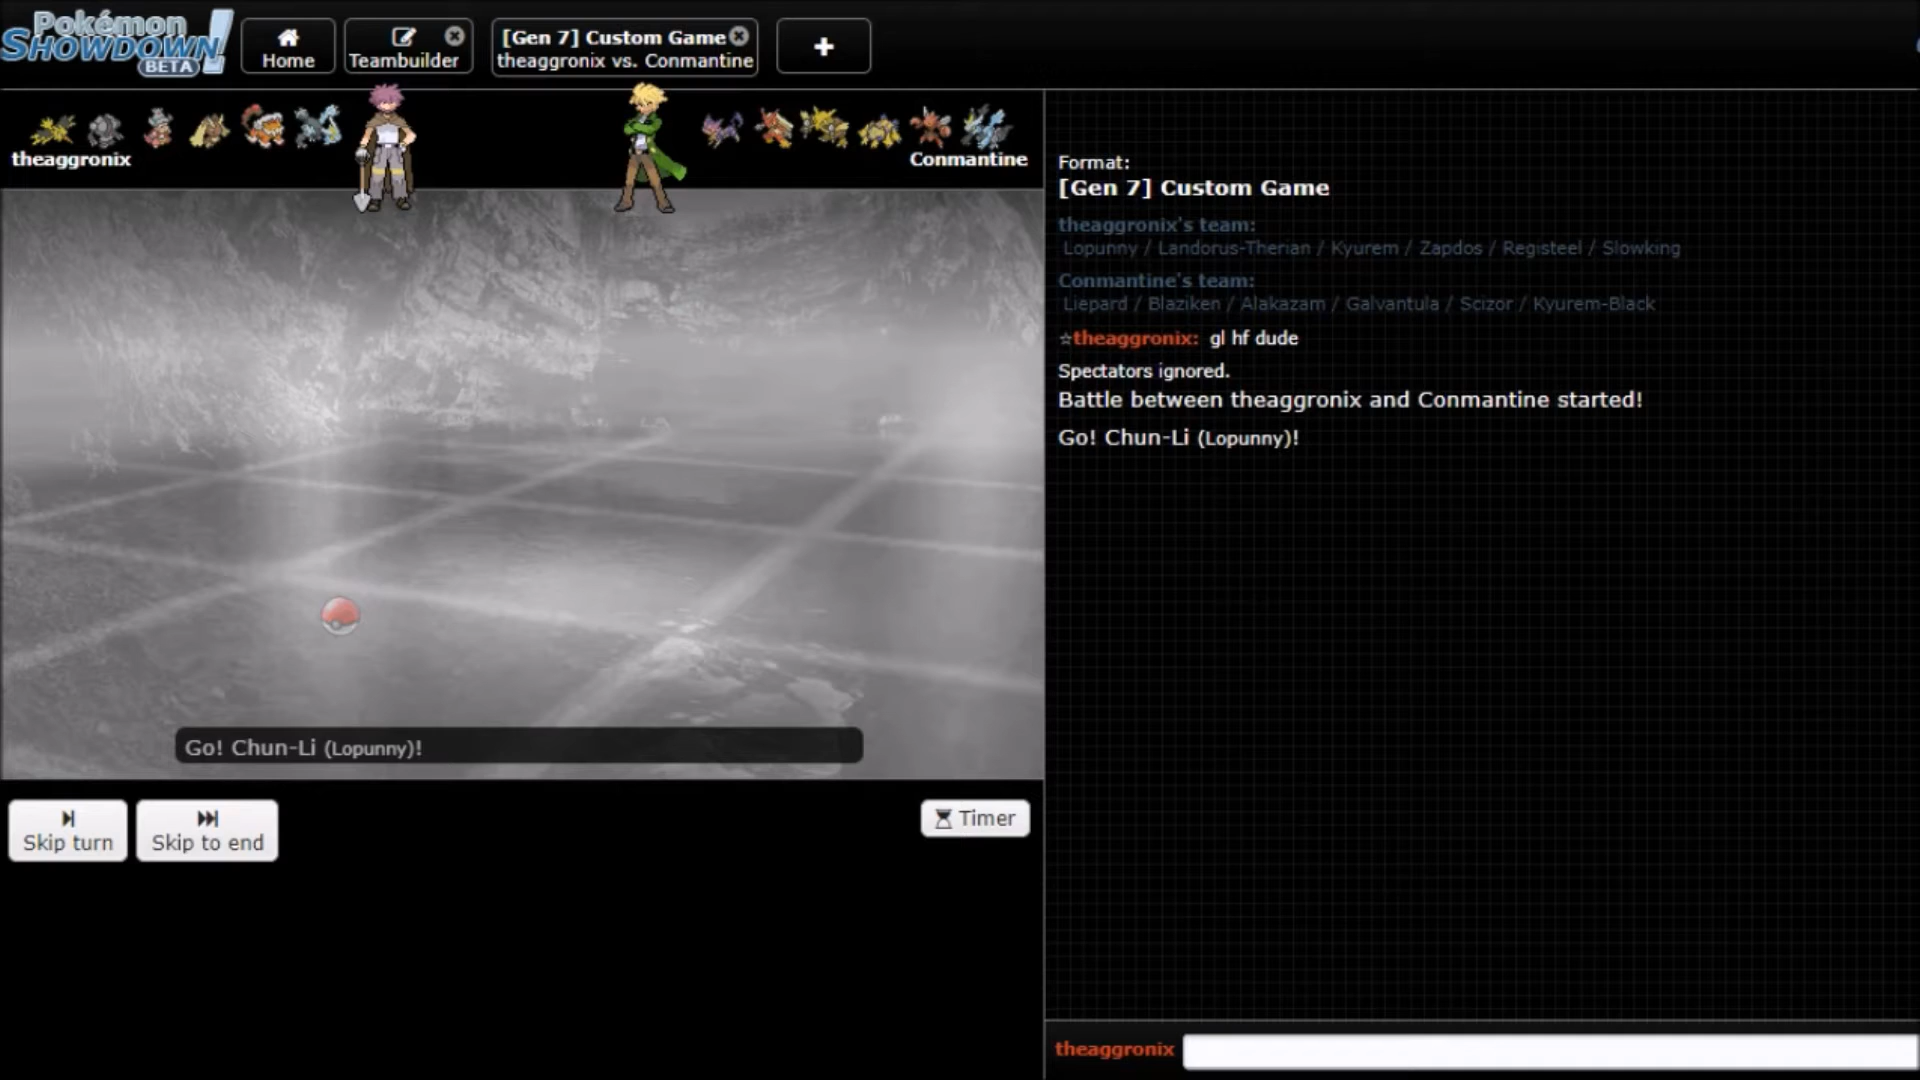 Pokémon
SHOWDOWN!
BETA
Home
Teambuilder
[Gen 7] Custom Game
theaggronix vs. Conmantine
theaggronix
Conmantine
Go! Chun-Li (Lopunny)!
Skip turn
Skip to end
Timer
Format:
[Gen 7] Custom Game
theaggronix's team:
Lopunny / Landorus-Therian / Kyurem / Zapdos / Registeel / Slowking
Conmantine's team:
Liepard / Blaziken / Alakazam / Galvantula / Scizor / Kyurem-Black
☆theaggronix: gl hf dude
Spectators ignored.
Battle between theaggronix and Conmantine started!
Go! Chun-Li (Lopunny)!
theaggronix